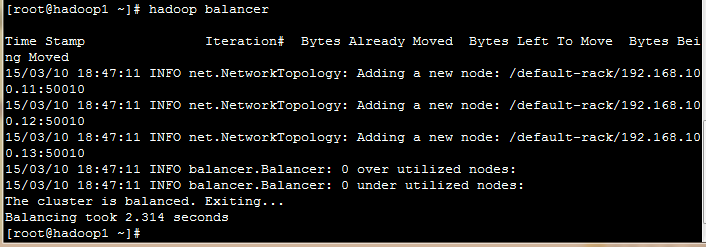 [root@hadoop1 ~]# hadoop balancer
Time Stamp               Iteration#  Bytes Already Moved  Bytes Left To Move  Bytes Bei
ng Moved
15/03/10 18:47:11 INFO net.NetworkTopology: Adding a new node: /default-rack/192.168.10
0.11:50010
15/03/10 18:47:11 INFO net.NetworkTopology: Adding a new node: /default-rack/192.168.10
0.12:50010
15/03/10 18:47:11 INFO net.NetworkTopology: Adding a new node: /default-rack/192.168.10
0.13:50010
15/03/10 18:47:11 INFO balancer.Balancer: 0 over utilized nodes:
15/03/10 18:47:11 INFO balancer.Balancer: 0 under utilized nodes:
The cluster is balanced. Exiting...
Balancing took 2.314 seconds
[root@hadoop1 ~]#